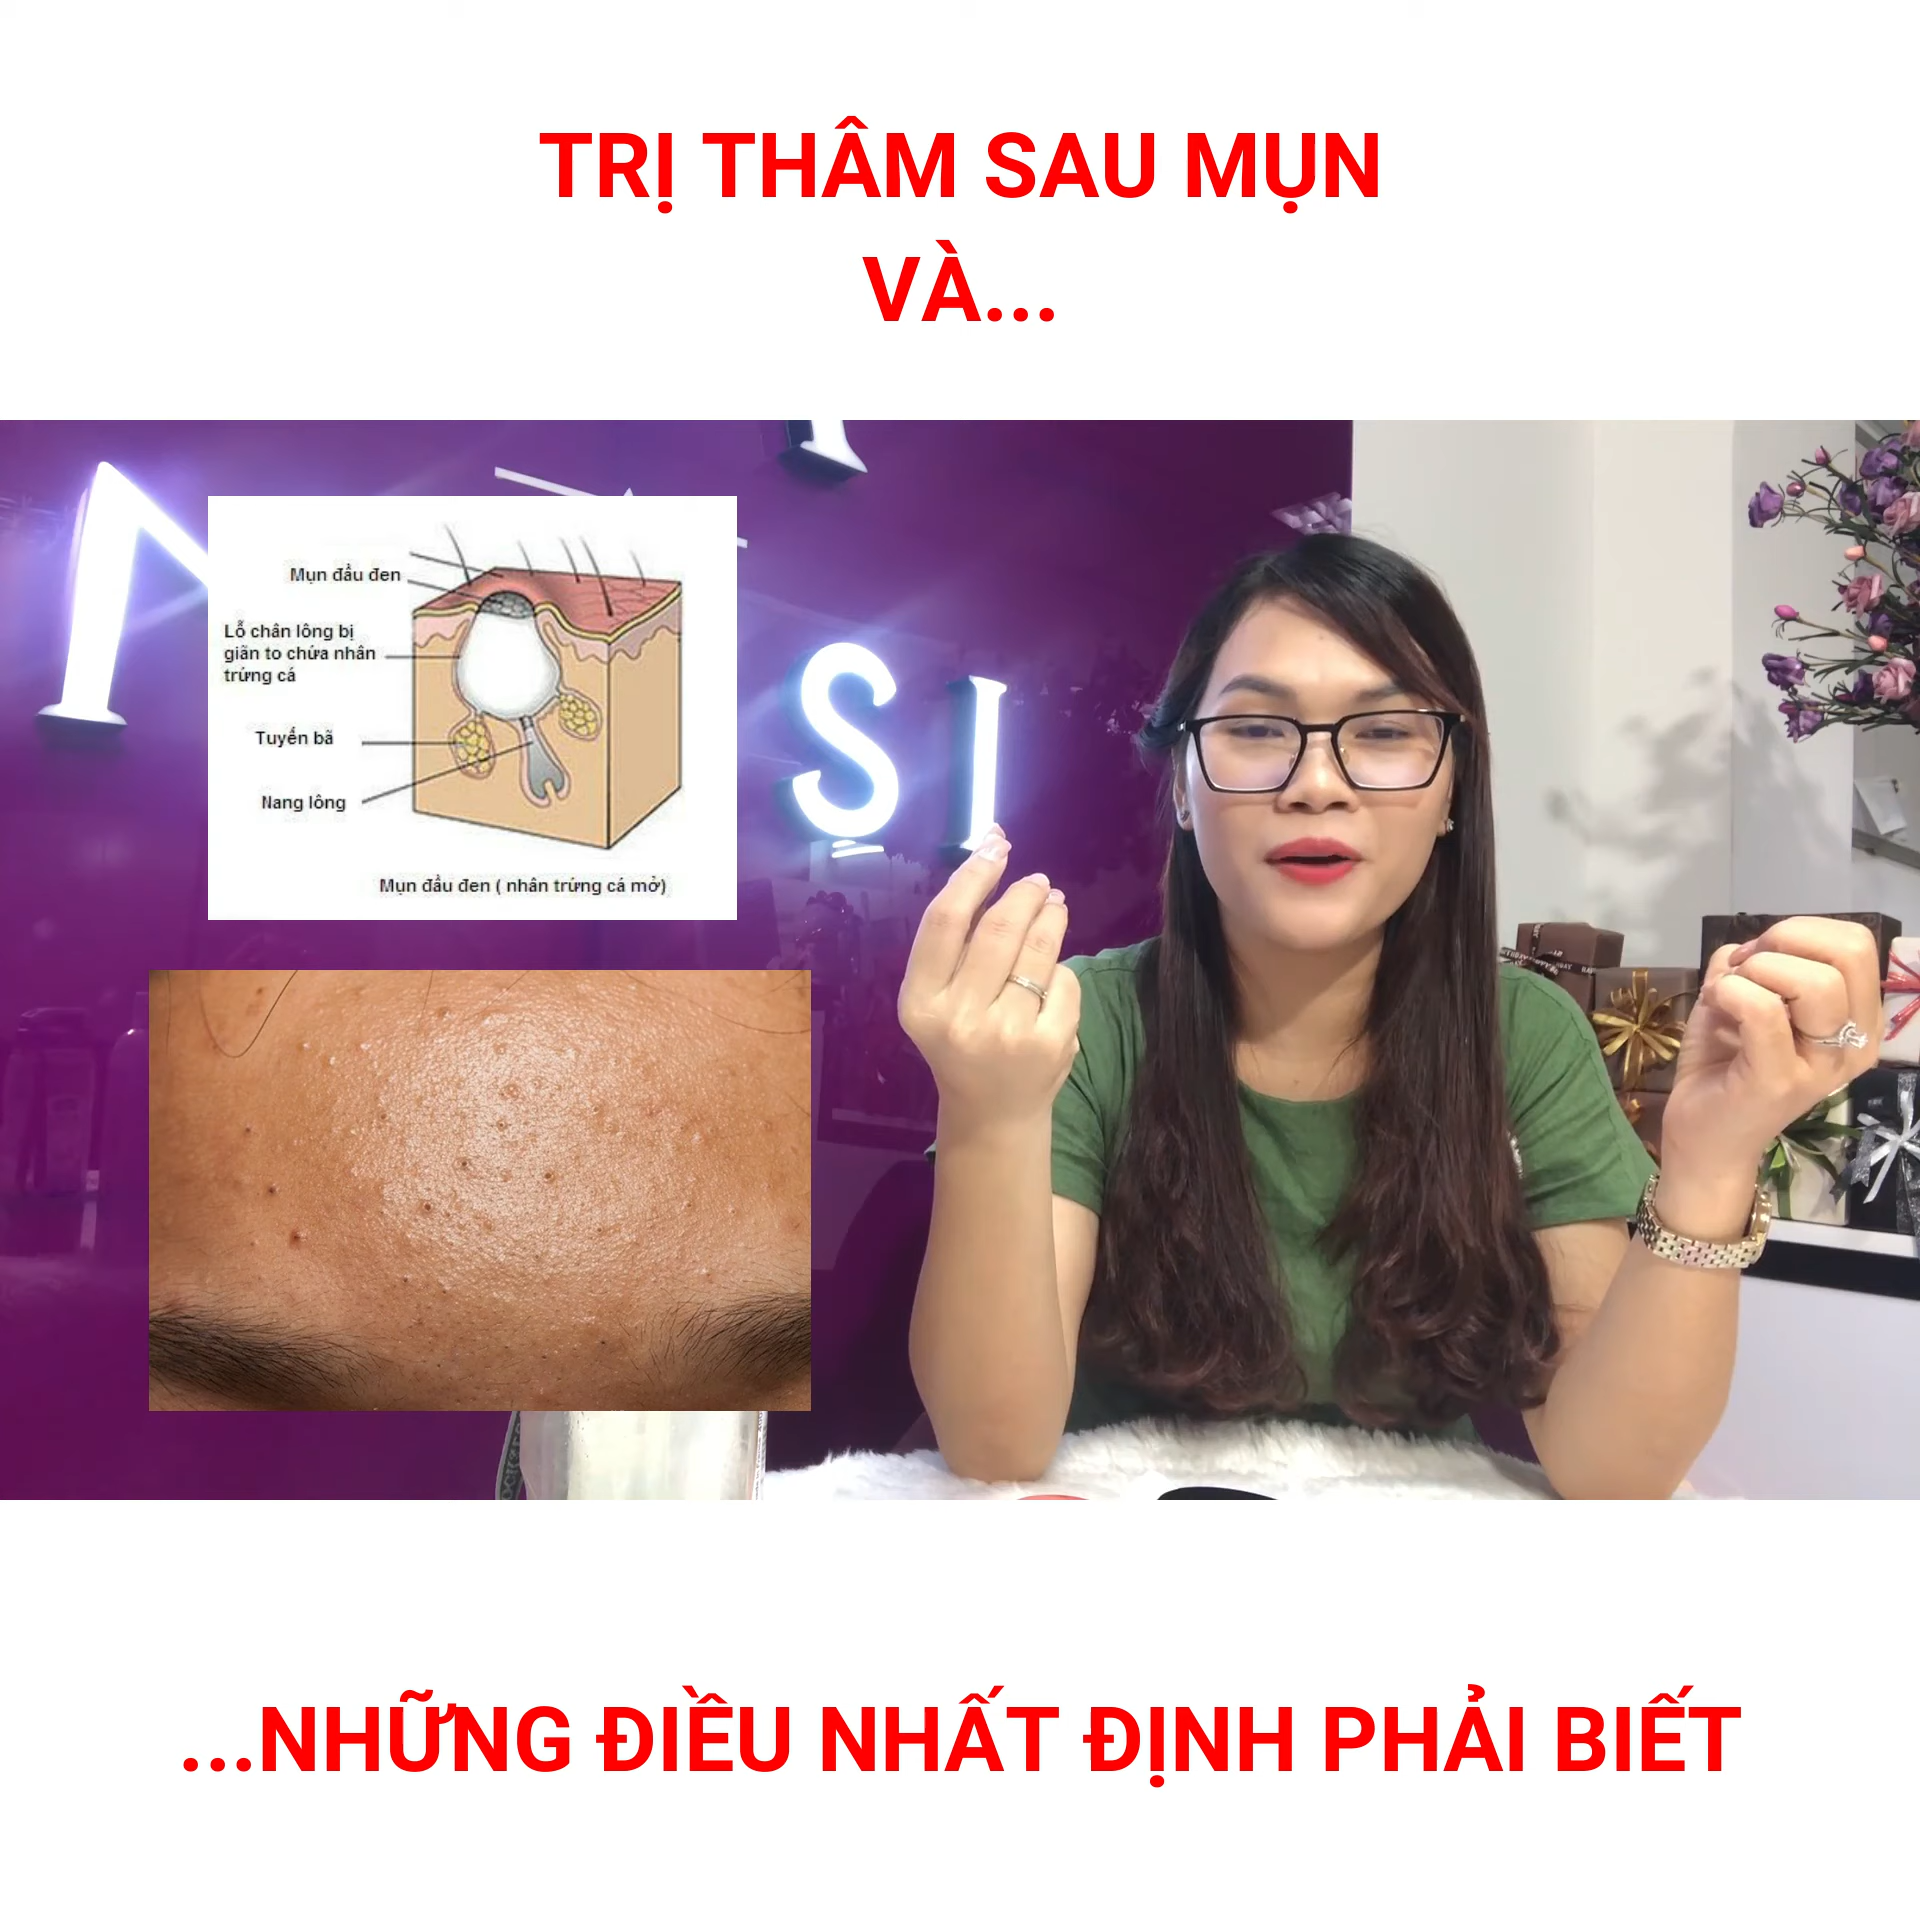 TRỊ THÂM SAU MỤN
VÀ...
S I
Mụn đầu đen
Lỗ chân lông bị
giãn to chứa nhân
trứng cá
Tuyến bã
Nang lông
Mụn đầu đen ( nhân trứng cá mở)
...NHỮNG ĐIỀU NHẤT ĐỊNH PHẢI BIẾT